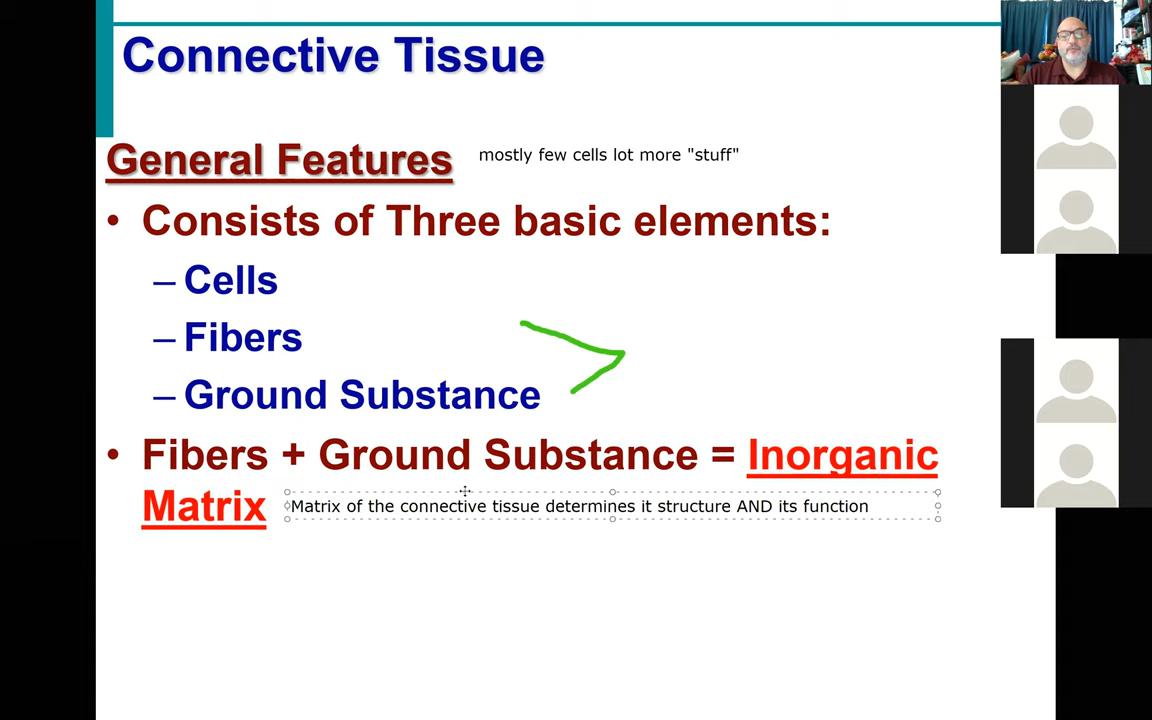 Connective Tissue
General Features
mostly few cells lot more "stuff"
• Consists of Three basic elements:
– Cells
– Fibers
– Ground Substance
• Fibers + Ground Substance = Inorganic
Matrix
Matrix of the connective tissue determines it structure AND its function